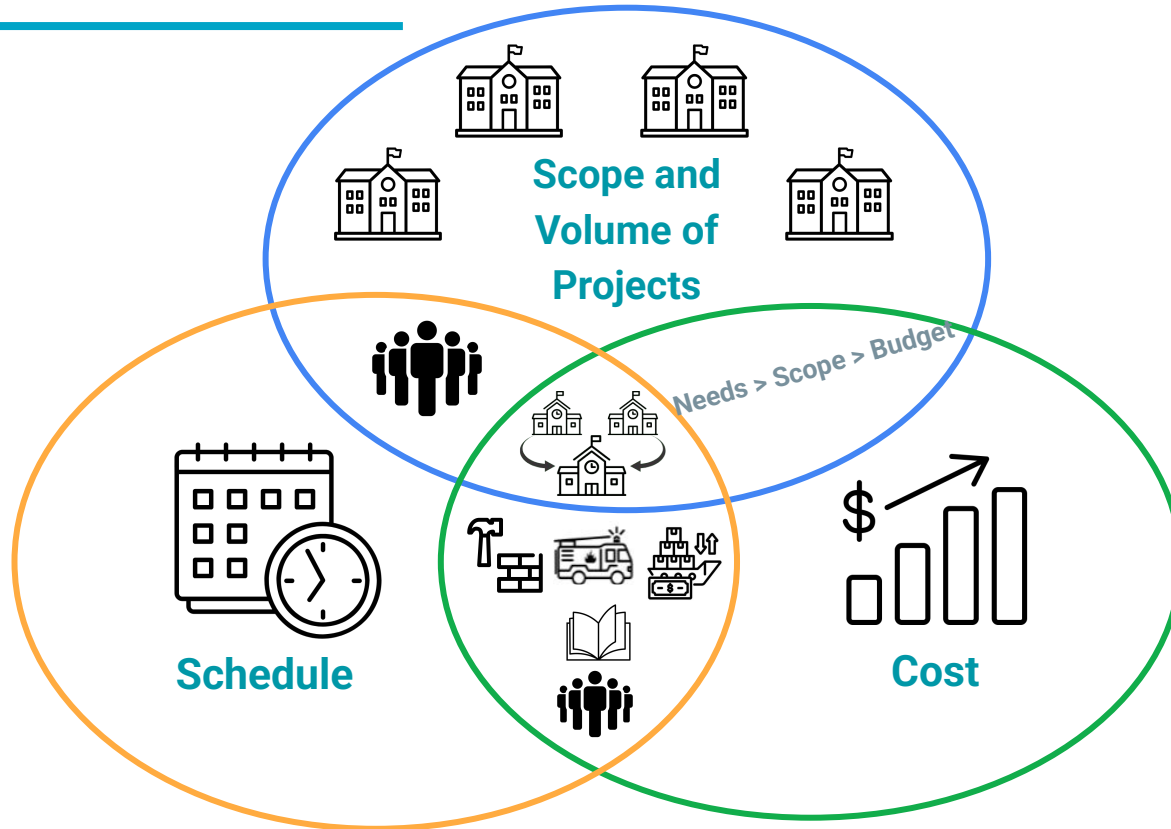 Scope and
Volume of
Projects
Needs > Scope > Budget
$
Schedule
Cost